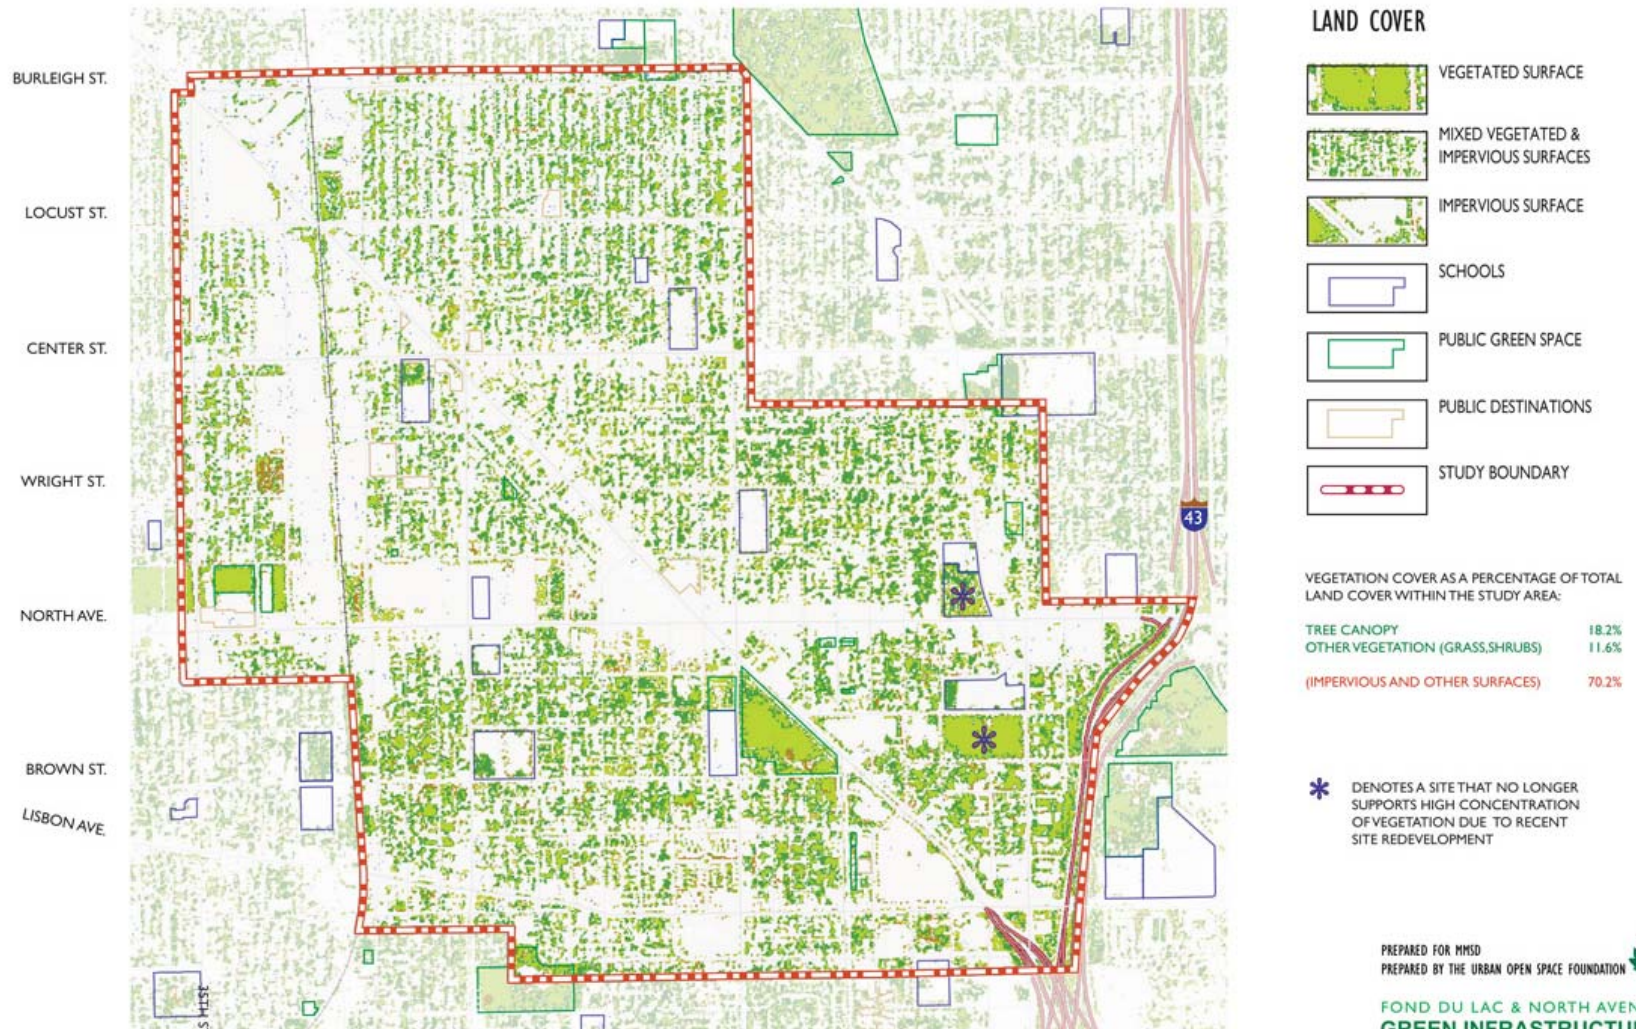 BURLEIGH ST.
LOCUST ST.
CENTER ST.
WRIGHT ST.
NORTH AVE.
BROWN ST.
LISBON AVE.
35TH S
43
LAND COVER
VEGETATED SURFACE
MIXED VEGETATED &
IMPERVIOUS SURFACES
IMPERVIOUS SURFACE
SCHOOLS
PUBLIC GREEN SPACE
PUBLIC DESTINATIONS
STUDY BOUNDARY
VEGETATION COVER AS A PERCENTAGE OF TOTAL
LAND COVER WITHIN THE STUDY AREA:
TREE CANOPY 18.2%
OTHER VEGETATION (GRASS,SHRUBS) 11.6%
(IMPERVIOUS AND OTHER SURFACES) 70.2%
* DENOTES A SITE THAT NO LONGER
SUPPORTS HIGH CONCENTRATION
OF VEGETATION DUE TO RECENT
SITE REDEVELOPMENT
PREPARED FOR MMSD
PREPARED BY THE URBAN OPEN SPACE FOUNDATION
FOND DU LAC & NORTH AVEN
GREEN INFRASTRUCTU